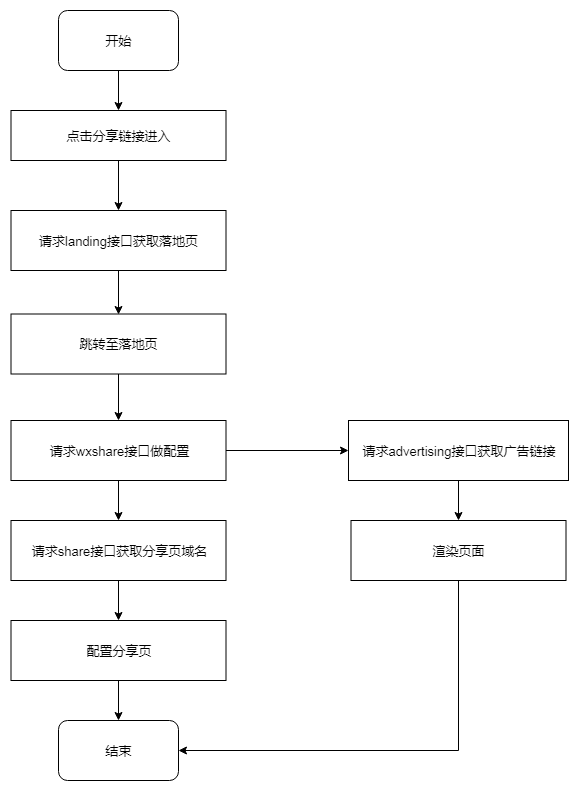 开始
点击分享链接进入
请求landing接口获取落地页
跳转至落地页
请求wxshare接口做配置
请求advertising接口获取广告链接
请求share接口获取分享页域名
渲染页面
配置分享页
结束